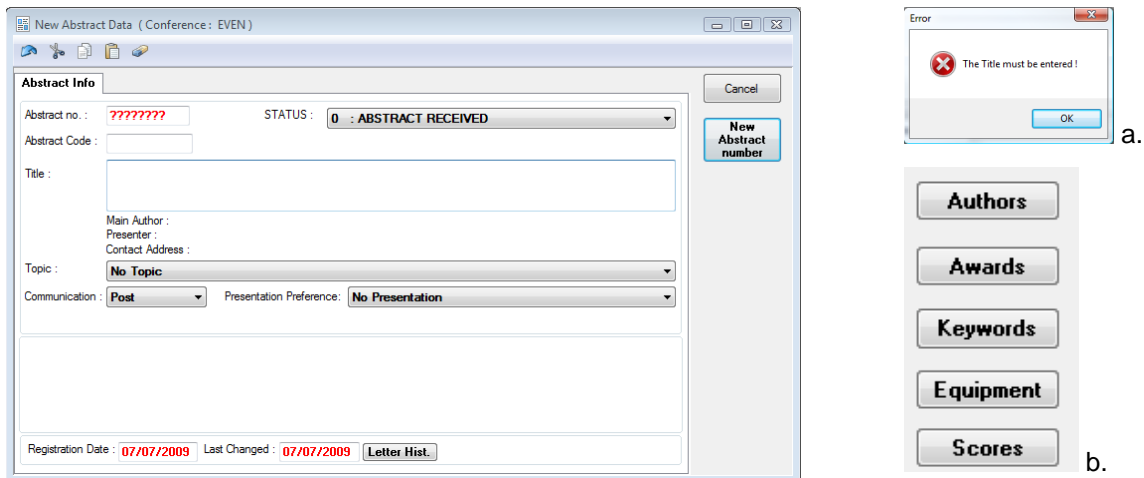 New Abstract Data ( Conference : EVEN )
Abstract Info
Abstract no. : ???????? STATUS : 0 : ABSTRACT RECEIVED
Abstract Code :
Title :
Main Author :
Presenter :
Contact Address :
Topic : No Topic
Communication : Post Presentation Preference: No Presentation
Registration Date : 07/07/2009 Last Changed : 07/07/2009 Letter Hist.
Cancel
New
Abstract
number
Error
The Title must be entered !
OK
a.
Authors
Awards
Keywords
Equipment
Scores
b.